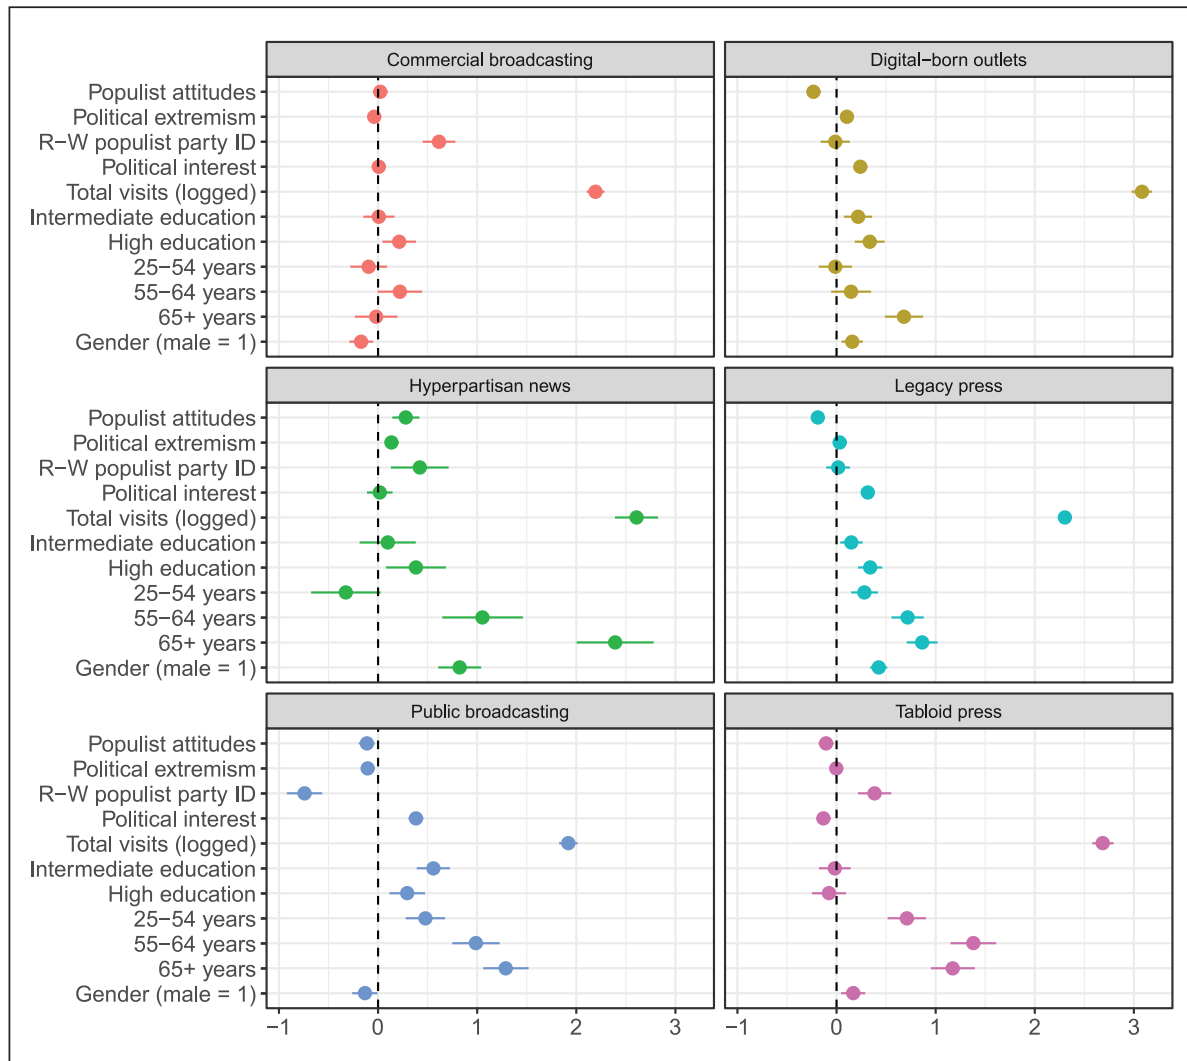 Commercial broadcasting
Digital−born outlets
Populist attitudes
Political extremism
R−W populist party ID
Political interest
Total visits (logged)
Intermediate education
High education
25−54 years
55−64 years
65+ years
Gender (male = 1)
Hyperpartisan news
Legacy press
Populist attitudes
Political extremism
R−W populist party ID
Political interest
Total visits (logged)
Intermediate education
High education
25−54 years
55−64 years
65+ years
Gender (male = 1)
Public broadcasting
Tabloid press
Populist attitudes
Political extremism
R−W populist party ID
Political interest
Total visits (logged)
Intermediate education
High education
25−54 years
55−64 years
65+ years
Gender (male = 1)
−1 0 1 2 3
−1 0 1 2 3